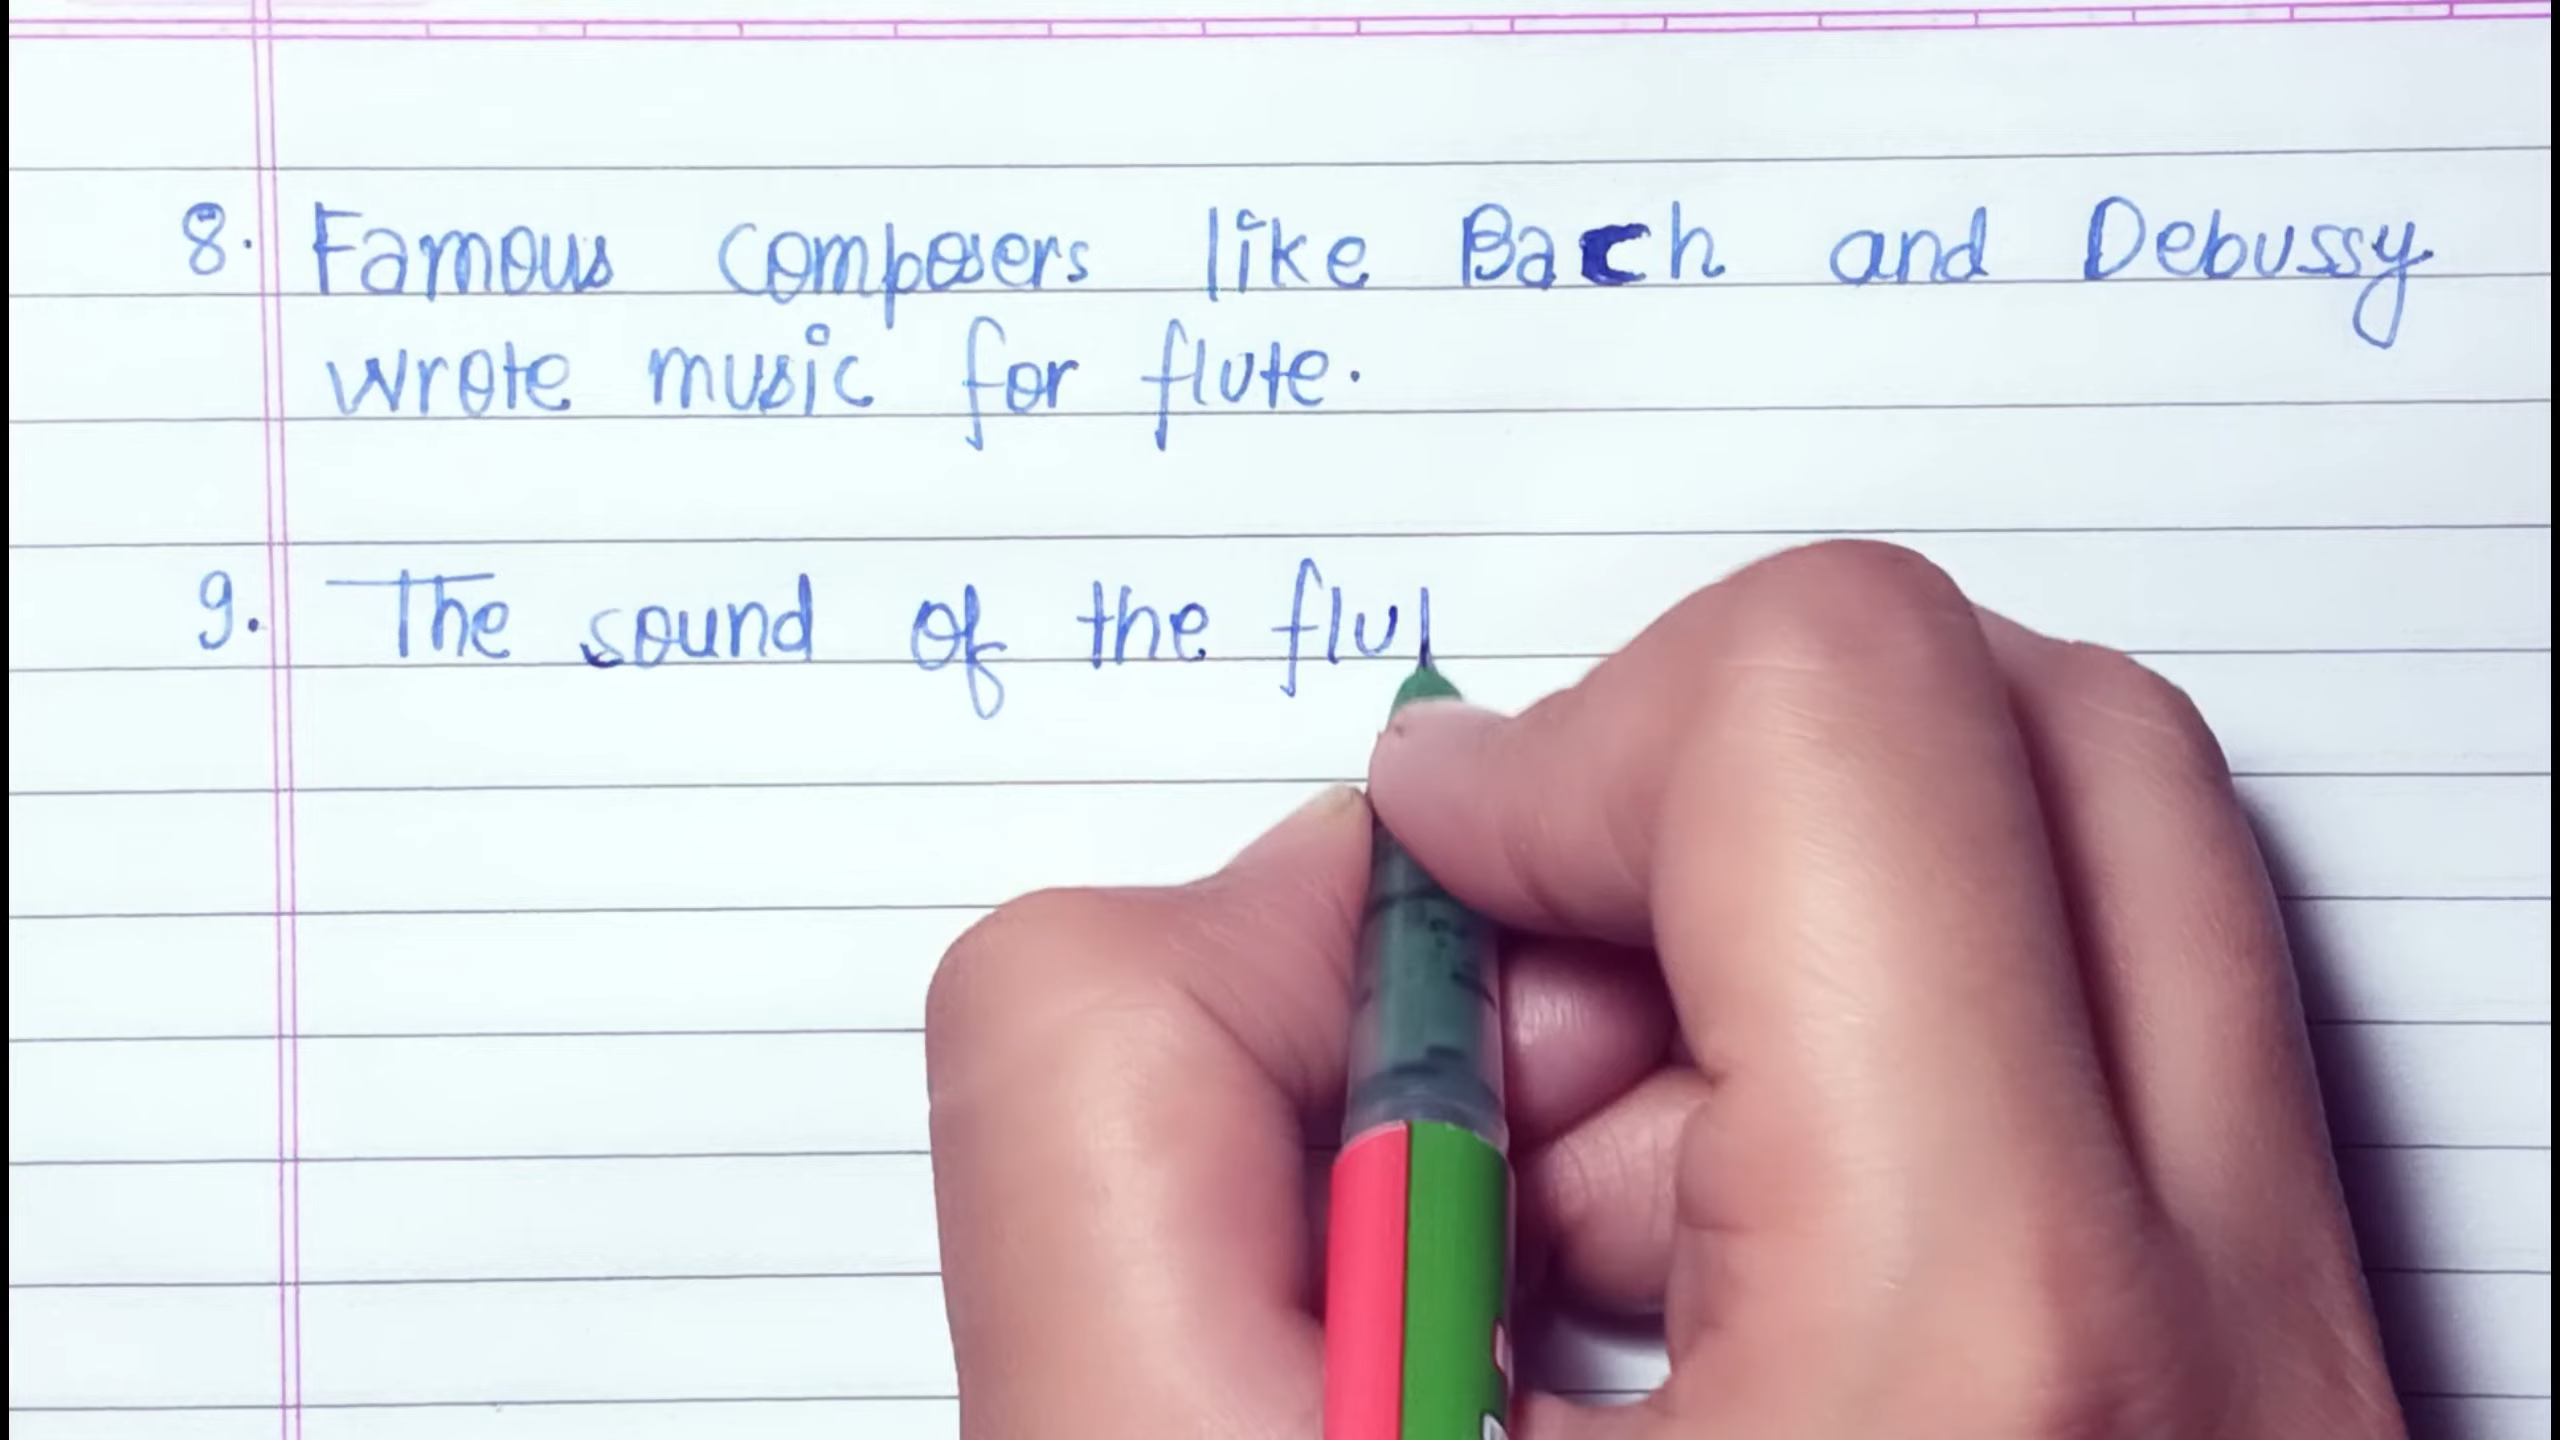 8. Famous composers like Bach and Debussy
wrote music for flute.
9. The sound of the flu